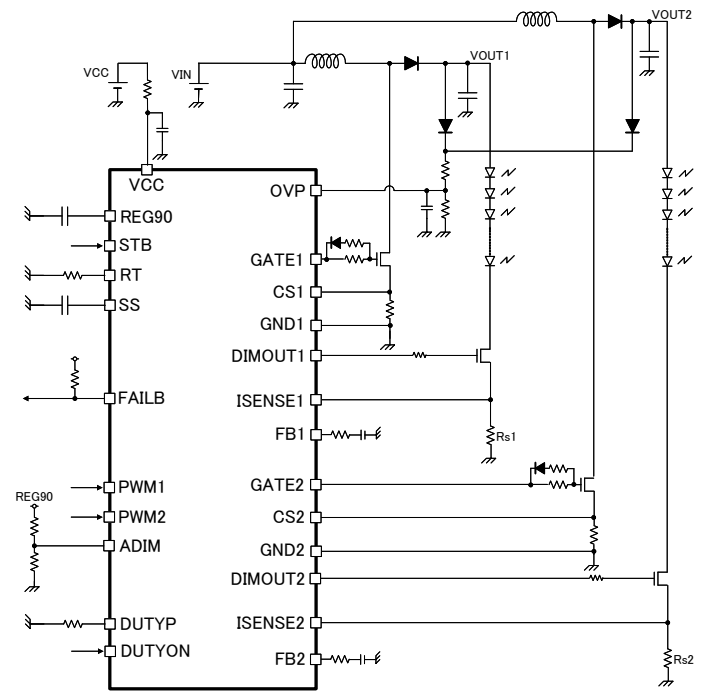 VOUT2
VCC
VIN
VOUT1
VCC
OVP
REG90
STB
GATE1
RT
CS1
SS
GND1
DIMOUT1
FAILB
ISENSE1
FB1
Rs1
PWM1
GATE2
REG90
PWM2
CS2
ADIM
GND2
DIMOUT2
DUTYP
ISENSE2
DUTYON
FB2
Rs2